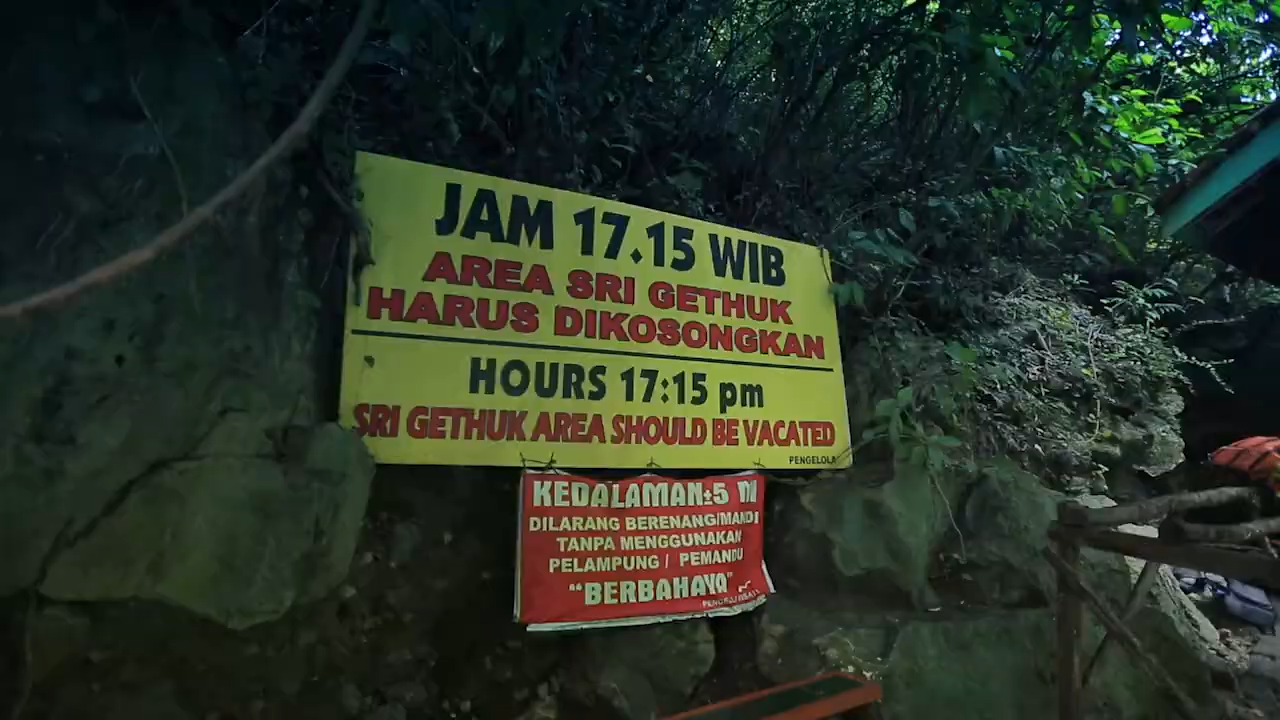 JAM 17.15 WIB
AREA SRI GETHUK
HARUS DIKOSONGKAN
HOURS 17:15 pm
SRI GETHUK AREA SHOULD BE VACATED
PENGELOLA
KEDALAMAN±5 M
DILARANG BERENANG/MANDI
TANPA MENGGUNAKAN
PELAMPUNG / PEMANDU
"BERBAHAYA"